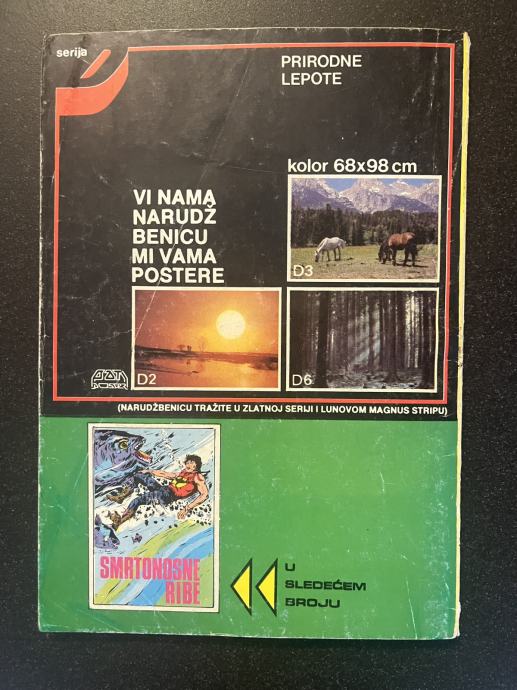 serija
PRIRODNE
LEPOTE
kolor 68x98 cm
VI NAMA
NARUDŽ
BENICU
MI VAMA
POSTERE
D3
D2
D6
POSTER
(NARUDŽBENICU TRAŽITE U ZLATNOJ SERIJI I LUNOVOM MAGNUS STRIPU)
SMRTONOSNE
RIBE
U
SLEDEĆEM
BROJU